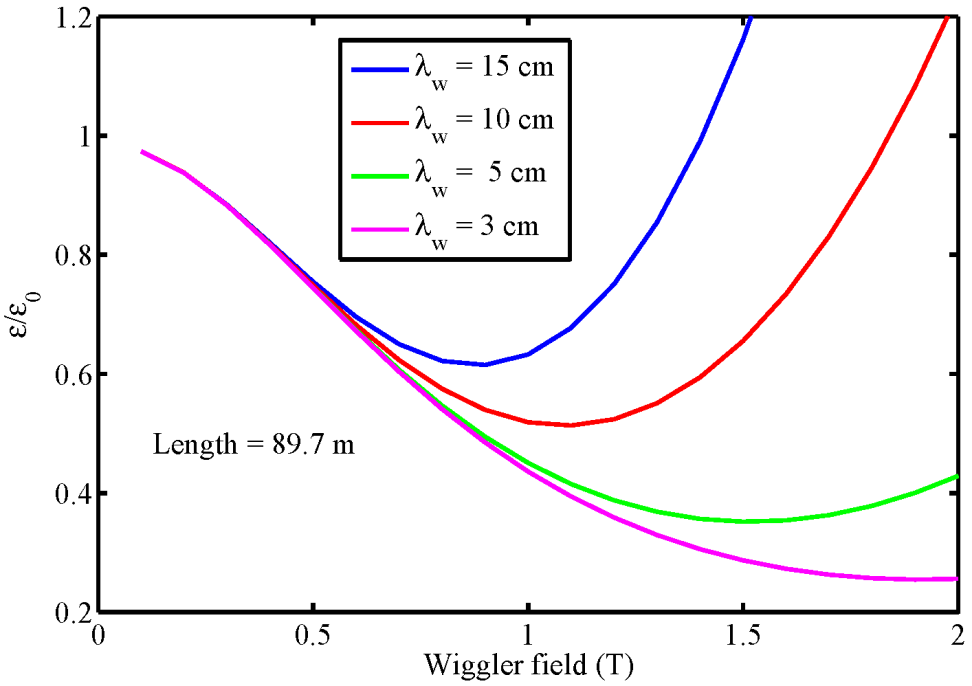 1.2
1
0.8
0.6
0.4
0.2
ε/ε0
λw = 15 cm
λw = 10 cm
λw = 5 cm
λw = 3 cm
Length = 89.7 m
0 0.5 1 1.5 2
Wiggler field (T)